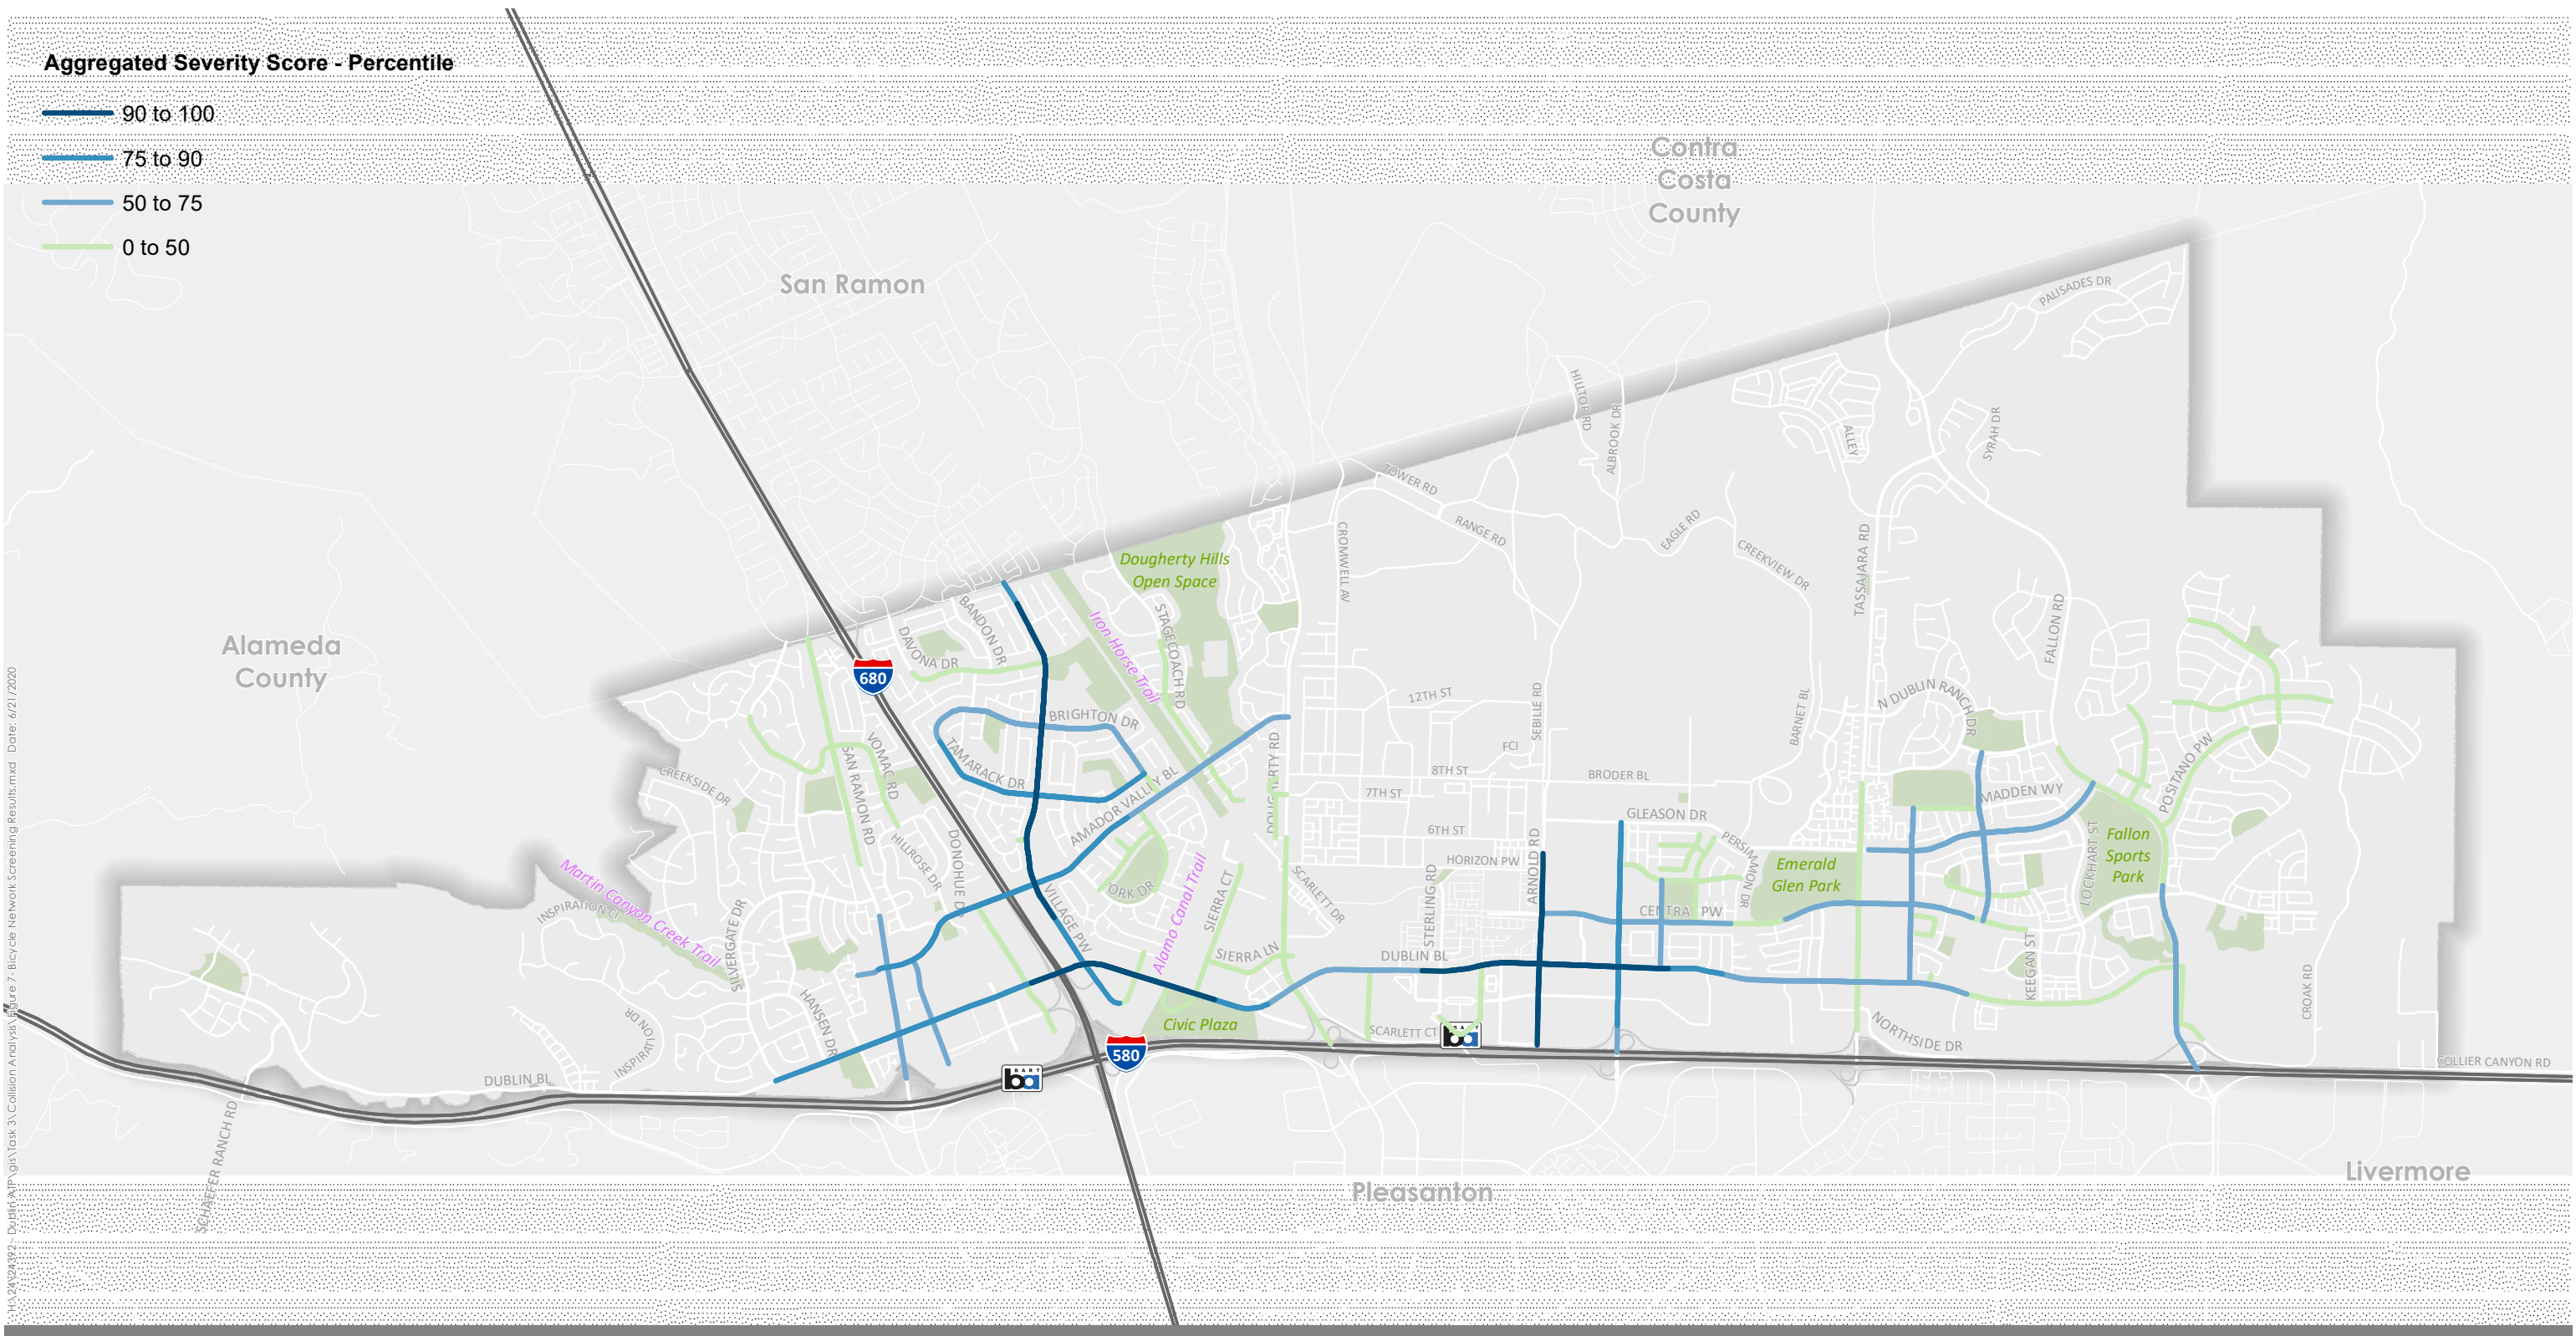 Aggregated Severity Score - Percentile
90 to 100
75 to 90
50 to 75
0 to 50
Contra
Costa
County
San Ramon
PALISADES DR
HILLTOP RD
ALBROOK DR
ALLEY
SYRAH DR
TOWER RD
RANGE RD
CROMWELL AV
EAGLE RD
CREEKVIEW DR
TASSAJARA RD
FALLON RD
Dougherty Hills
Open Space
Iron Horse Trail
STAGECOACH RD
BANDON DR
DAVONA DR
Alameda
County
680
12TH ST
SEBILLE RD
BARNET BL
N DUBLIN RANCH DR
BRIGHTON DR
TAMARACK DR
VOMAC RD
SAN RAMON RD
CREEKSIDE DR
AMADOR VALLEY BL
FCI
8TH ST
BRODER BL
7TH ST
MADDEN WY
POSITANO PW
GLEASON DR
6TH ST
HORIZON PW
ARNOLD RD
STERLING RD
PERSIMMON DR
Emerald
Glen Park
LOCKHART ST
Fallon
Sports
Park
HILLROSE DR
DONOHUE DR
Martin Canyon Creek Trail
SILVERGATE DR
VILLAGE PW
Alamo Canal Trail
SIERRA CT
SCARLETT DR
SIERRA LN
DUBLIN BL
KEEGAN ST
CROAK RD
HANSEN DR
Civic Plaza
SCARLETT CT
BART
ba
NORTHSIDE DR
COLLIER CANYON RD
580
BART
ba
DUBLIN BL
SCHAEFER RANCH RD
Pleasanton
Livermore